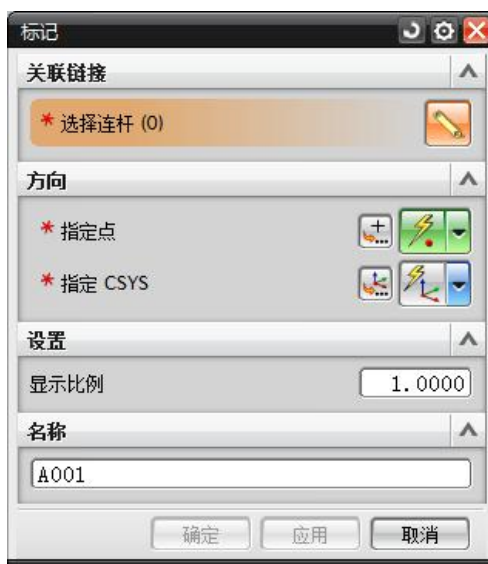 标记
关联链接
* 选择连杆 (0)
方向
* 指定点
* 指定 CSYS
设置
显示比例 1.0000
名称
A001
确定 应用 取消